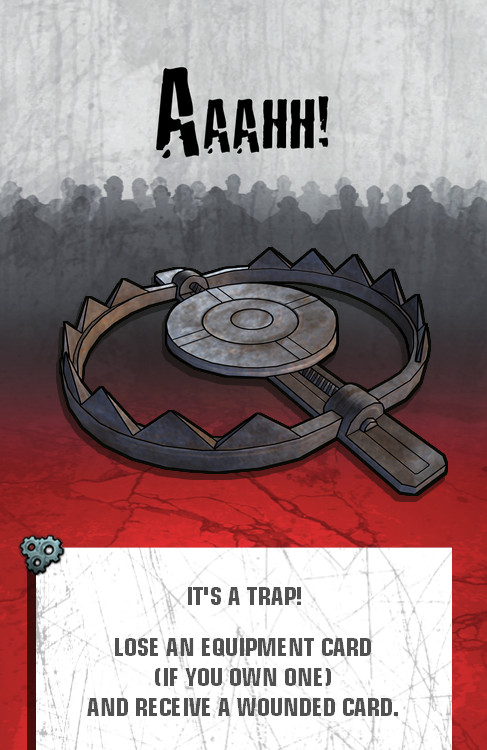 AAAHH!
IT'S A TRAP!
LOSE AN EQUIPMENT CARD
(IF YOU OWN ONE)
AND RECEIVE A WOUNDED CARD.